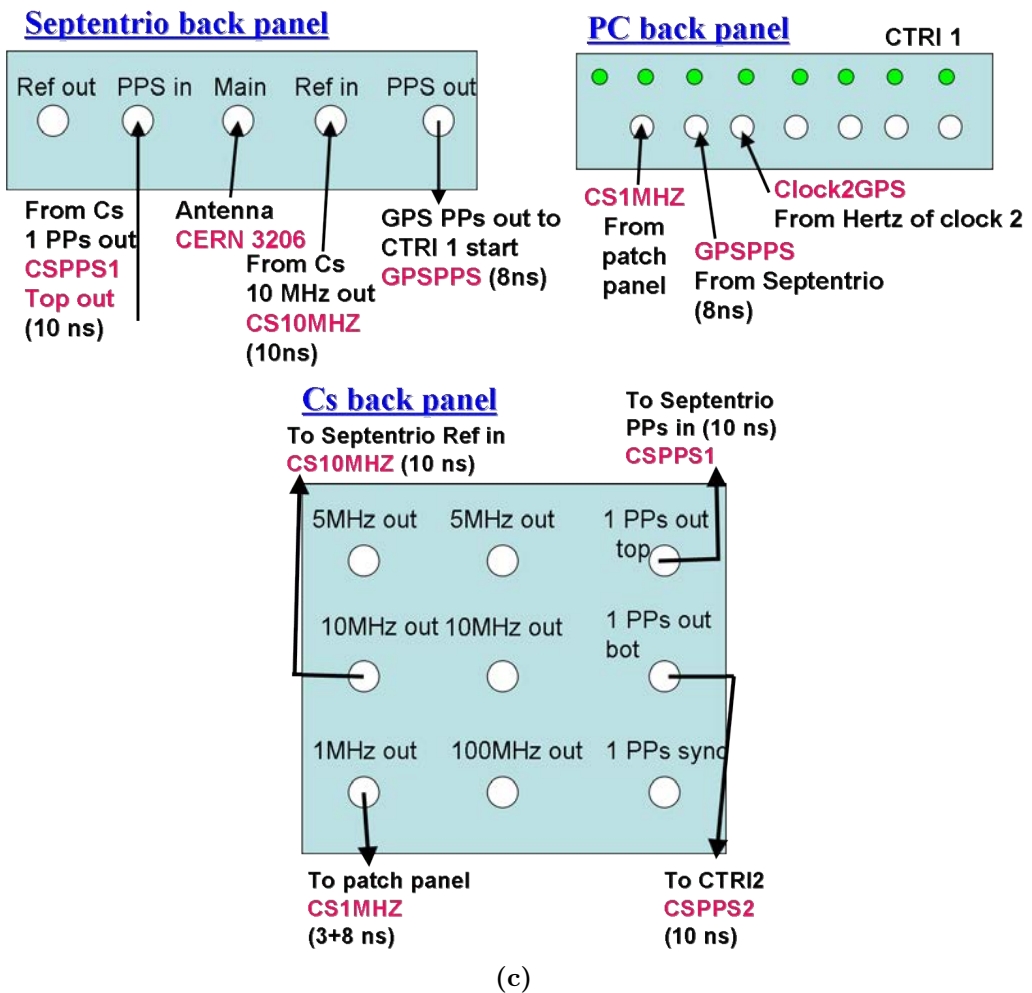 Septentrio back panel
Ref out PPS in Main Ref in PPS out
From Cs
1 PPs out
CSPPS1
Top out
(10 ns)
Antenna
CERN 3206
From Cs
10 MHz out
CS10MHZ
(10ns)
GPS PPs out to
CTRI 1 start
GPSPPS (8ns)
PC back panel
CTRI 1
CS1MHZ
From
patch
panel
GPSPPS
From Septentrio
(8ns)
Clock2GPS
From Hertz of clock 2
Cs back panel
To Septentrio Ref in
CS10MHZ (10 ns)
To Septentrio
PPs in (10 ns)
CSPPS1
5MHz out 5MHz out 1 PPs out
top
10MHz out 10MHz out 1 PPs out
bot
1MHz out 100MHz out 1 PPs sync
To patch panel
CS1MHZ
(3+8 ns)
To CTRI2
CSPPS2
(10 ns)
(c)